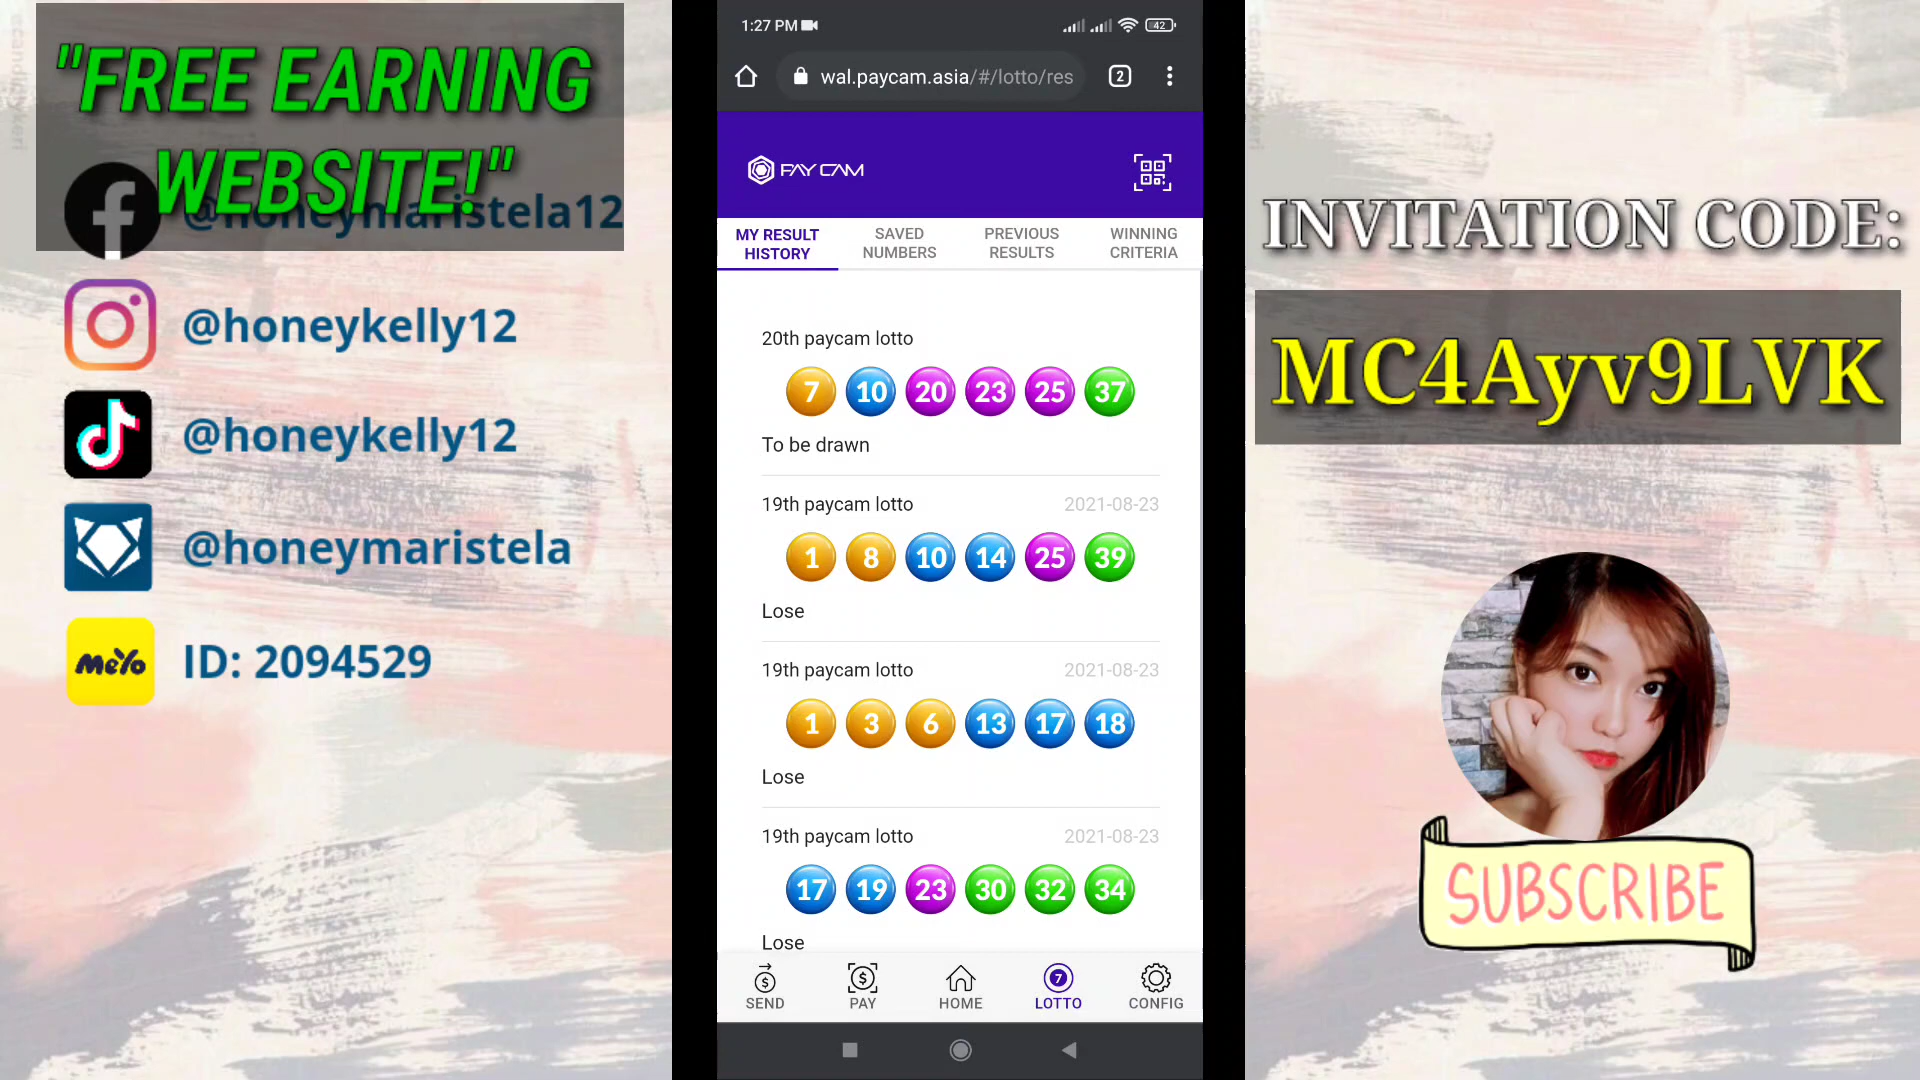 "FREE EARNING
WEBSITE!"
@honeymaristela12
@honeykelly12
@honeykelly12
@honeymaristela
MeYo
ID: 2094529
1:27 PM
42
wal.paycam.asia/#/lotto/res
2
PAY CAM
MY RESULT HISTORY
SAVED NUMBERS
PREVIOUS RESULTS
WINNING CRITERIA
20th paycam lotto
7 10 20 23 25 37
To be drawn
19th paycam lotto 2021-08-23
1 8 10 14 25 39
Lose
19th paycam lotto 2021-08-23
1 3 6 13 17 18
Lose
19th paycam lotto 2021-08-23
17 19 23 30 32 34
Lose
SEND
PAY
HOME
7
LOTTO
CONFIG
INVITATION CODE:
MC4Ayv9LVK
SUBSCRIBE